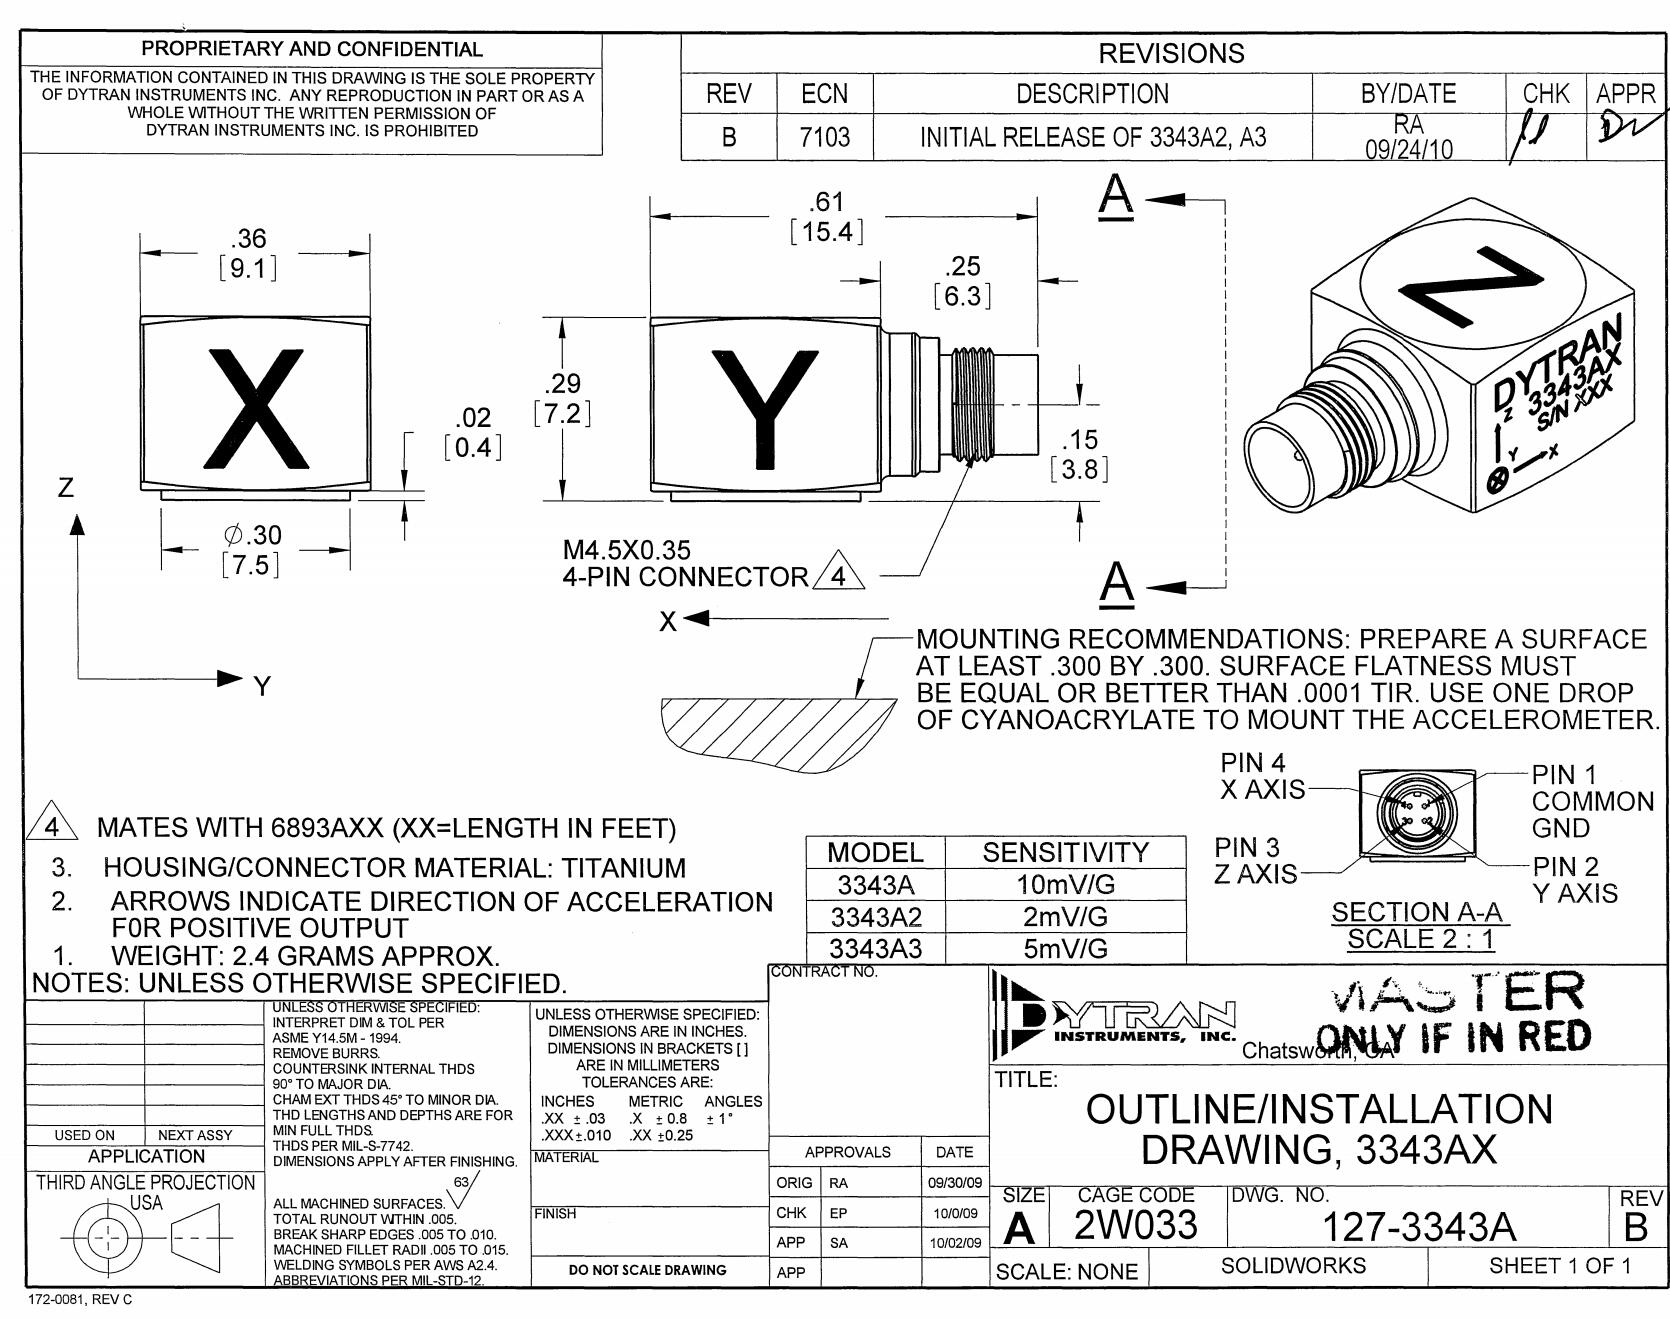 PROPRIETARY AND CONFIDENTIAL
THE INFORMATION CONTAINED IN THIS DRAWING IS THE SOLE PROPERTY
OF DYTRAN INSTRUMENTS INC. ANY REPRODUCTION IN PART OR AS A
WHOLE WITHOUT THE WRITTEN PERMISSION OF
DYTRAN INSTRUMENTS INC. IS PROHIBITED
REVISIONS
REV ECN DESCRIPTION BY/DATE CHK APPR
B 7103 INITIAL RELEASE OF 3343A2, A3 RA
09/24/10
.36
[9.1]
X
.02
[0.4]
Ø.30
[7.5]
Z
Y
.61
[15.4]
.25
[6.3]
.29
[7.2]
Y
.15
[3.8]
M4.5X0.35
4-PIN CONNECTOR 4
X
A
A
Z
DYTRAN
3343AX
S/N XXX
Z
Y
X
MOUNTING RECOMMENDATIONS: PREPARE A SURFACE
AT LEAST .300 BY .300. SURFACE FLATNESS MUST
BE EQUAL OR BETTER THAN .0001 TIR. USE ONE DROP
OF CYANOACRYLATE TO MOUNT THE ACCELEROMETER.
PIN 4
X AXIS
PIN 3
Z AXIS
PIN 1
COMMON
GND
PIN 2
Y AXIS
4 1
3 2
SECTION A-A
SCALE 2 : 1
4 MATES WITH 6893AXX (XX=LENGTH IN FEET)
3. HOUSING/CONNECTOR MATERIAL: TITANIUM
2. ARROWS INDICATE DIRECTION OF ACCELERATION
F0R POSITIVE OUTPUT
1. WEIGHT: 2.4 GRAMS APPROX.
NOTES: UNLESS OTHERWISE SPECIFIED.
MODEL SENSITIVITY
3343A 10mV/G
3343A2 2mV/G
3343A3 5mV/G
USED ON NEXT ASSY
APPLICATION
THIRD ANGLE PROJECTION
USA
UNLESS OTHERWISE SPECIFIED:
INTERPRET DIM & TOL PER
ASME Y14.5M - 1994.
REMOVE BURRS.
COUNTERSINK INTERNAL THDS
90° TO MAJOR DIA.
CHAM EXT THDS 45° TO MINOR DIA.
THD LENGTHS AND DEPTHS ARE FOR
MIN FULL THDS.
THDS PER MIL-S-7742.
DIMENSIONS APPLY AFTER FINISHING.
63
ALL MACHINED SURFACES.
TOTAL RUNOUT WITHIN .005.
BREAK SHARP EDGES .005 TO .010.
MACHINED FILLET RADII .005 TO .015.
WELDING SYMBOLS PER AWS A2.4.
ABBREVIATIONS PER MIL-STD-12.
UNLESS OTHERWISE SPECIFIED:
DIMENSIONS ARE IN INCHES.
DIMENSIONS IN BRACKETS [ ]
ARE IN MILLIMETERS
TOLERANCES ARE:
INCHES METRIC ANGLES
.XX ± .03 .X ± 0.8 ± 1°
.XXX±.010 .XX ±0.25
MATERIAL
FINISH
DO NOT SCALE DRAWING
CONTRACT NO.
APPROVALS DATE
ORIG RA 09/30/09
CHK EP 10/0/09
APP SA 10/02/09
APP
DYTRAN
INSTRUMENTS, INC.
Chatsworth, CA
MASTER
ONLY IF IN RED
TITLE:
OUTLINE/INSTALLATION
DRAWING, 3343AX
SIZE CAGE CODE DWG. NO. REV
A 2W033 127-3343A B
SCALE: NONE SOLIDWORKS SHEET 1 OF 1
172-0081, REV C